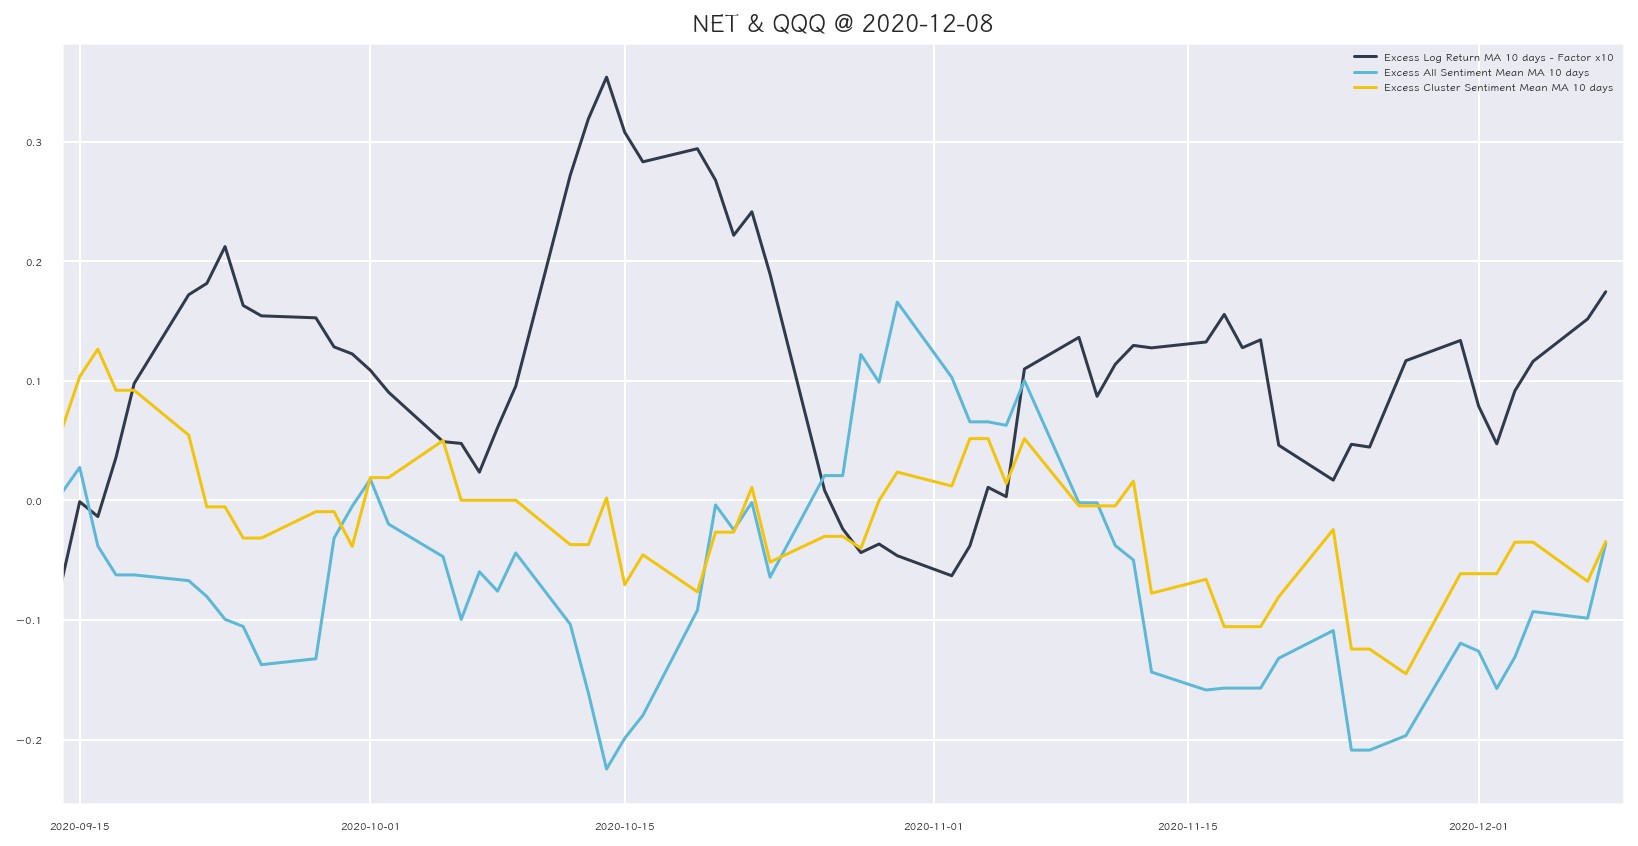 NET & QQQ @ 2020-12-08
Excess Log Return MA 10 days - Factor x10
Excess All Sentiment Mean MA 10 days
Excess Cluster Sentiment Mean MA 10 days
0.3
0.2
0.1
0.0
−0.1
−0.2
2020-09-15 2020-10-01 2020-10-15 2020-11-01 2020-11-15 2020-12-01